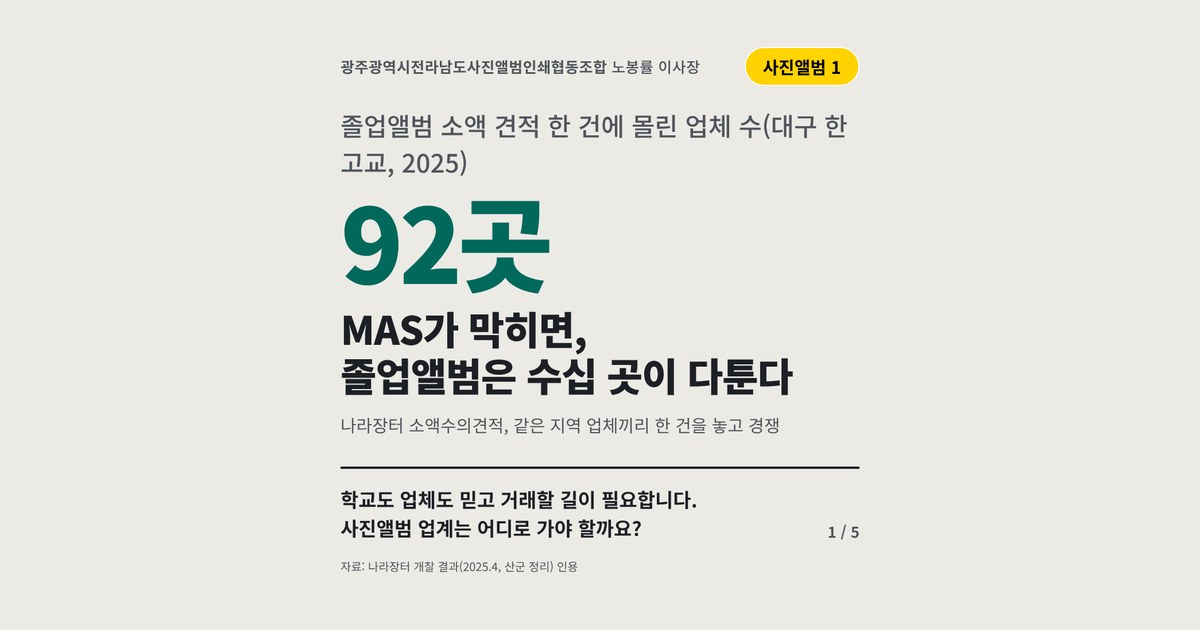 광주광역시전라남도사진앨범인쇄협동조합 노봉률 이사장
사진앨범 1
졸업앨범 소액 견적 한 건에 몰린 업체 수(대구 한
고교, 2025)
92곳
MAS가 막히면,
졸업앨범은 수십 곳이 다툰다
나라장터 소액수의견적, 같은 지역 업체끼리 한 건을 놓고 경쟁
학교도 업체도 믿고 거래할 길이 필요합니다.
사진앨범 업계는 어디로 가야 할까요?
1 / 5
자료: 나라장터 개찰 결과(2025.4, 산군 정리) 인용